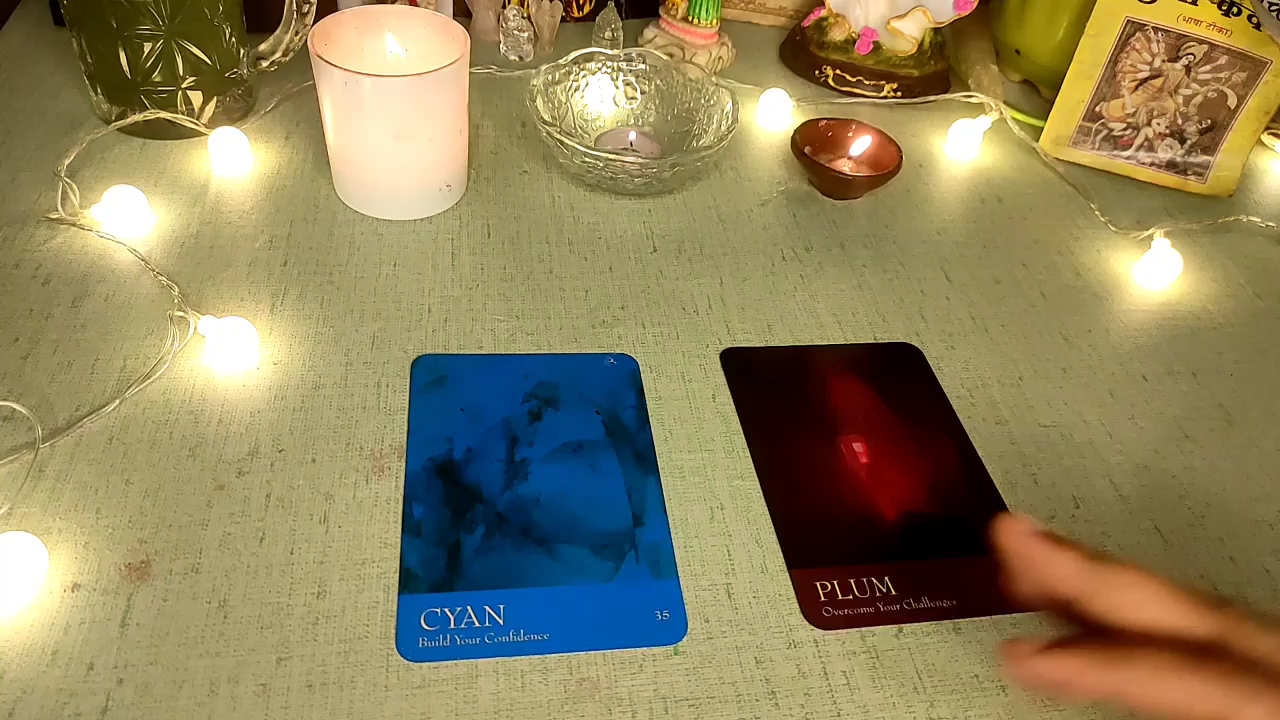 (भाषा टीका)
CYAN
Build Your Confidence
35
PLUM
Overcome Your Challenges